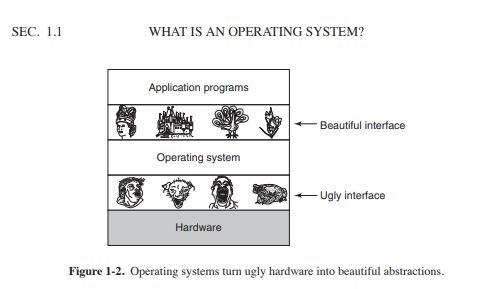 SEC. 1.1 WHAT IS AN OPERATING SYSTEM?
Application programs
Beautiful interface
Operating system
Ugly interface
Hardware
Figure 1-2. Operating systems turn ugly hardware into beautiful abstractions.